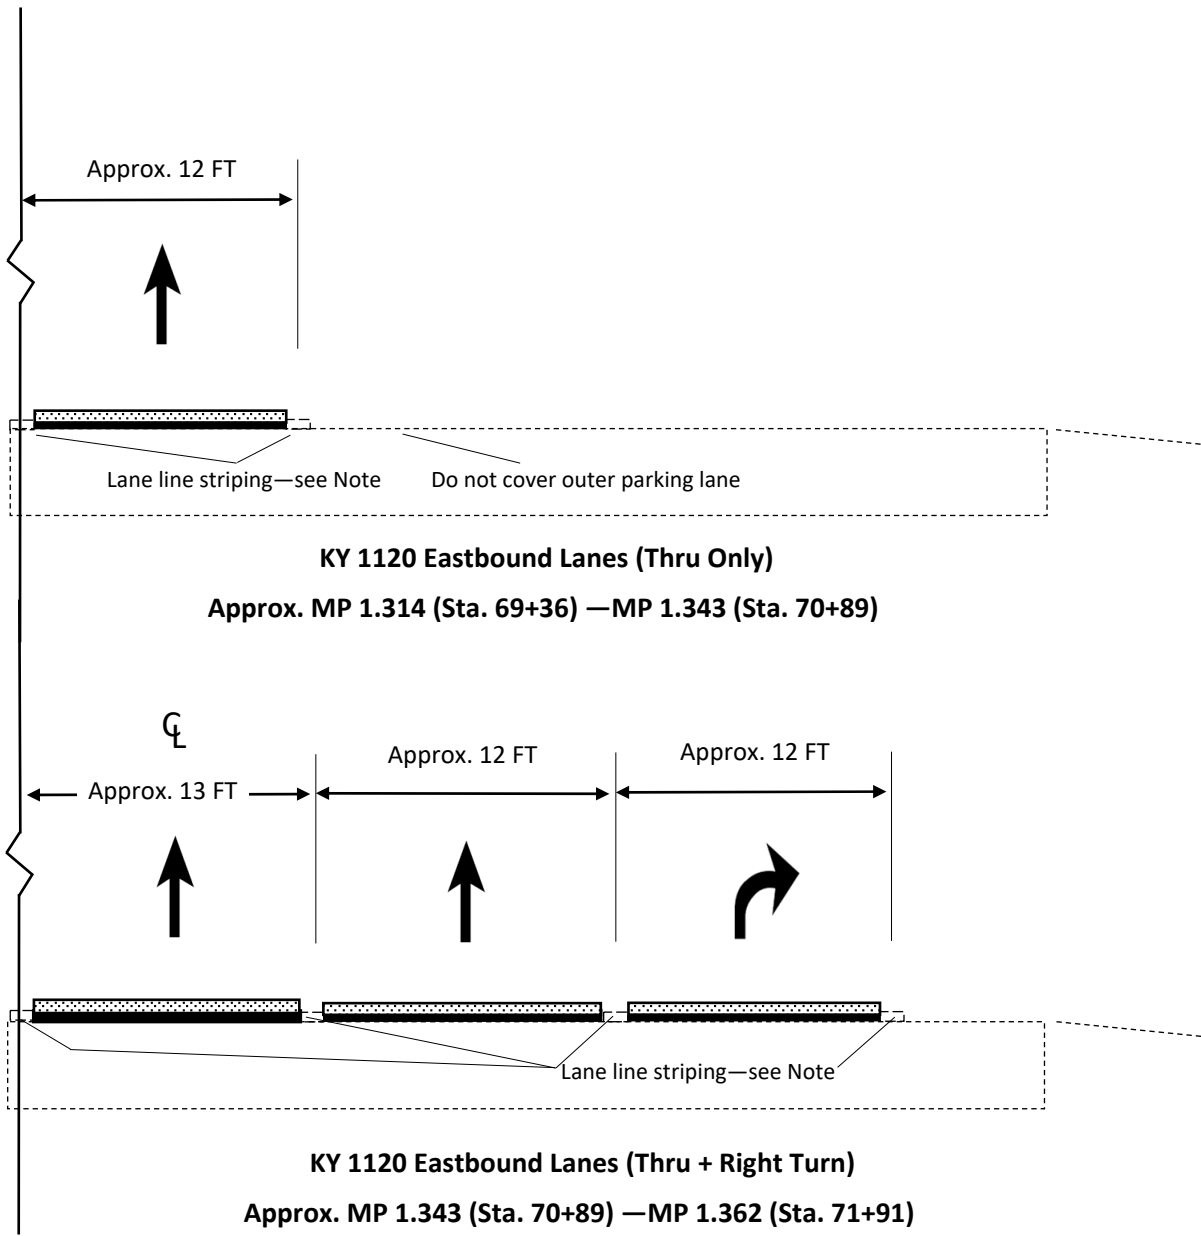 Approx. 12 FT
Lane line striping—see Note
Do not cover outer parking lane
KY 1120 Eastbound Lanes (Thru Only)
Approx. MP 1.314 (Sta. 69+36) —MP 1.343 (Sta. 70+89)
℄
Approx. 13 FT
Approx. 12 FT
Approx. 12 FT
Lane line striping—see Note
KY 1120 Eastbound Lanes (Thru + Right Turn)
Approx. MP 1.343 (Sta. 70+89) —MP 1.362 (Sta. 71+91)